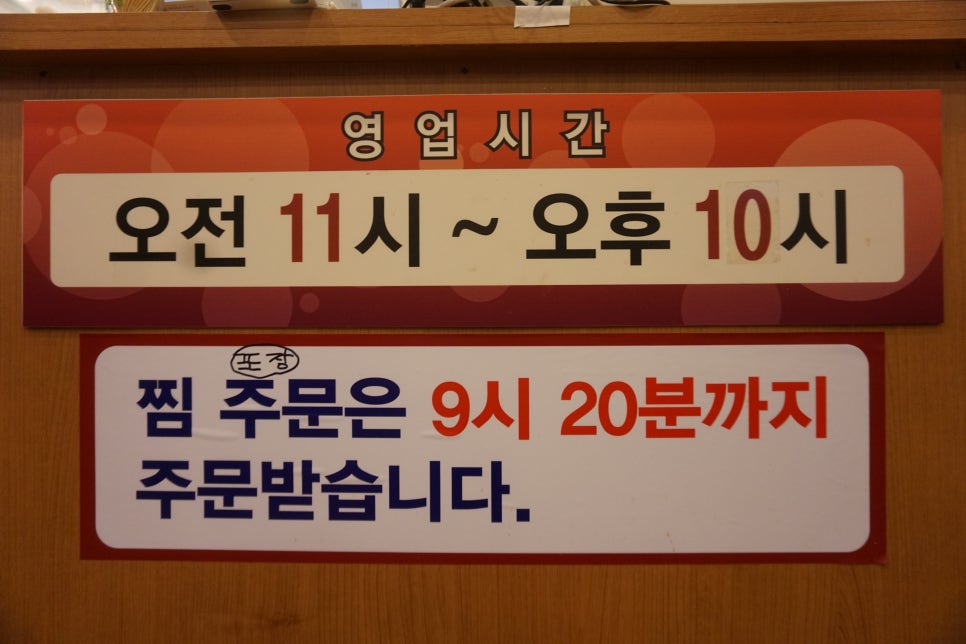 영업시간
오전 11시 ~ 오후 10시
포장
찜 주문은 9시 20분까지
주문받습니다.